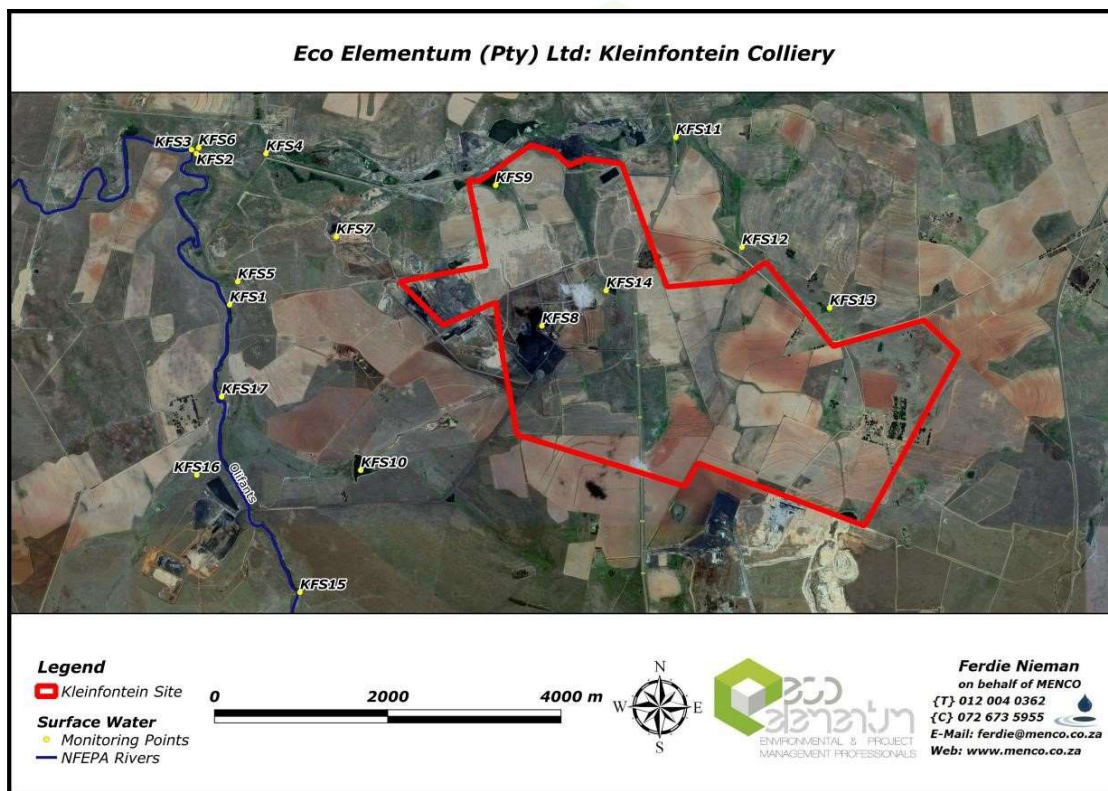 Eco Elementum (Pty) Ltd: Kleinfontein Colliery
KFS11
KFS3
KFS6
KFS2
KFS4
KFS9
KFS7
KFS12
KFS5
KFS14
KFS1
KFS13
KFS8
KFS17
KFS10
KFS16
Olifants
KFS15
Legend
Kleinfontein Site
Surface Water
Monitoring Points
NFEPA Rivers
0 2000 4000 m
N
W E
S
eco
elementum
ENVIRONMENTAL & PROJECT
MANAGEMENT PROFESSIONALS
Ferdie Nieman
on behalf of MENCO
{T} 012 004 0362
{C} 072 673 5955
E-Mail: ferdie@menco.co.za
Web: www.menco.co.za